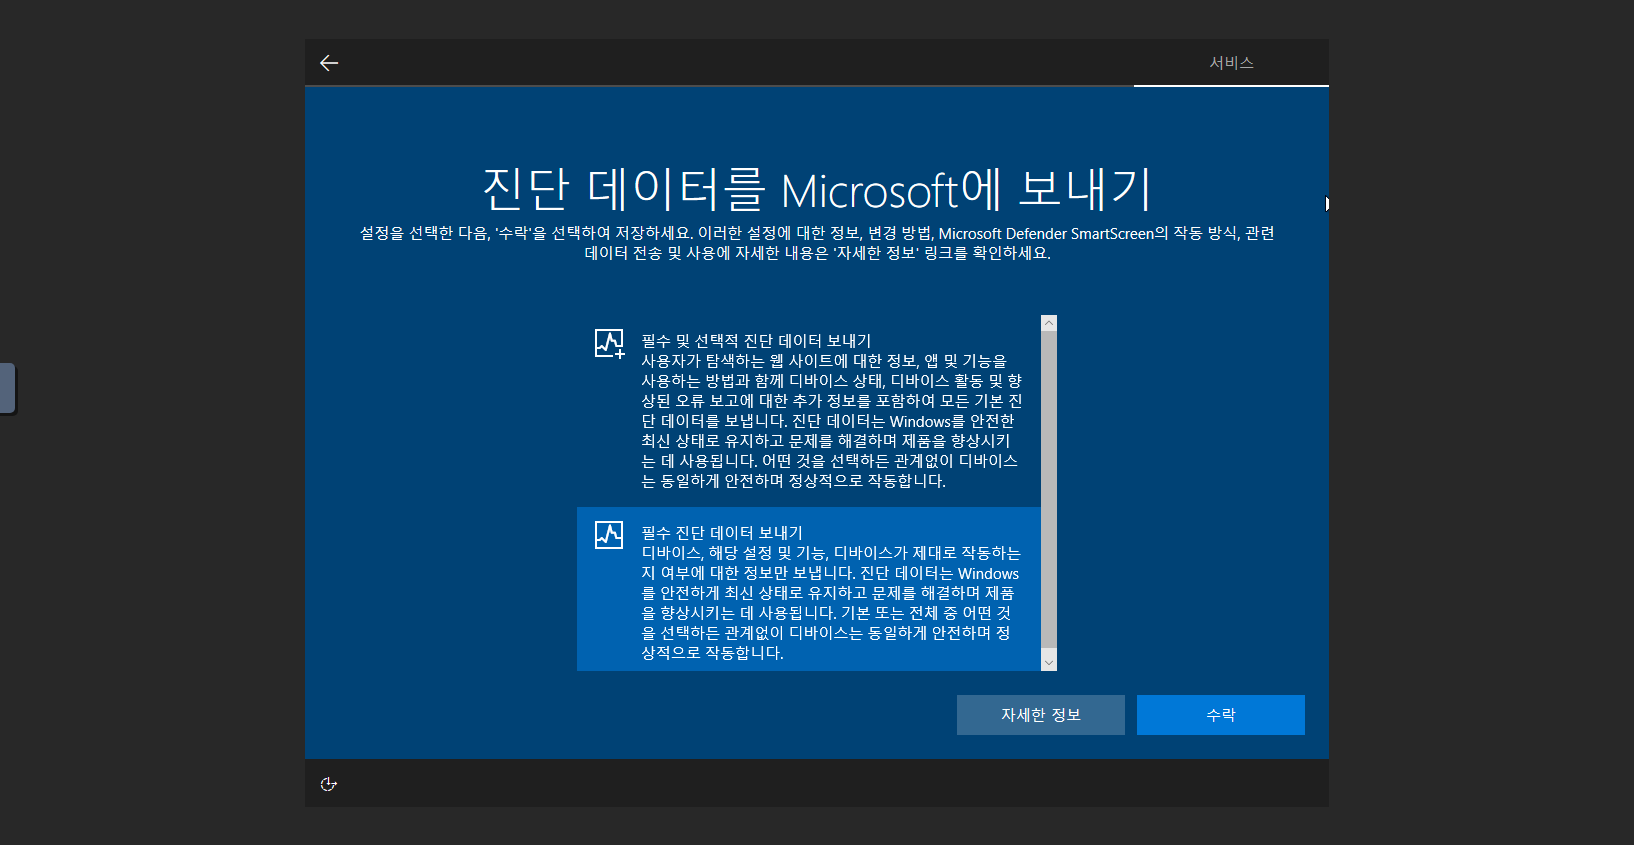 서비스
진단 데이터를 Microsoft에 보내기
설정을 선택한 다음, '수락'을 선택하여 저장하세요. 이러한 설정에 대한 정보, 변경 방법, Microsoft Defender SmartScreen의 작동 방식, 관련
데이터 전송 및 사용에 자세한 내용은 '자세한 정보' 링크를 확인하세요.
필수 및 선택적 진단 데이터 보내기
사용자가 탐색하는 웹 사이트에 대한 정보, 앱 및 기능을
사용하는 방법과 함께 디바이스 상태, 디바이스 활동 및 향
상된 오류 보고에 대한 추가 정보를 포함하여 모든 기본 진
단 데이터를 보냅니다. 진단 데이터는 Windows를 안전한
최신 상태로 유지하고 문제를 해결하며 제품을 향상시키
는 데 사용됩니다. 어떤 것을 선택하든 관계없이 디바이스
는 동일하게 안전하며 정상적으로 작동합니다.
필수 진단 데이터 보내기
디바이스, 해당 설정 및 기능, 디바이스가 제대로 작동하는
지 여부에 대한 정보만 보냅니다. 진단 데이터는 Windows
를 안전하게 최신 상태로 유지하고 문제를 해결하며 제품
을 향상시키는 데 사용됩니다. 기본 또는 전체 중 어떤 것
을 선택하든 관계없이 디바이스는 동일하게 안전하며 정
상적으로 작동합니다.
자세한 정보
수락